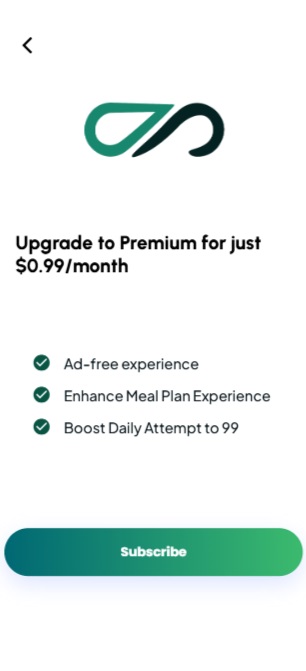 Upgrade to Premium for just
$0.99/month
Ad-free experience
Enhance Meal Plan Experience
Boost Daily Attempt to 99
Subscribe